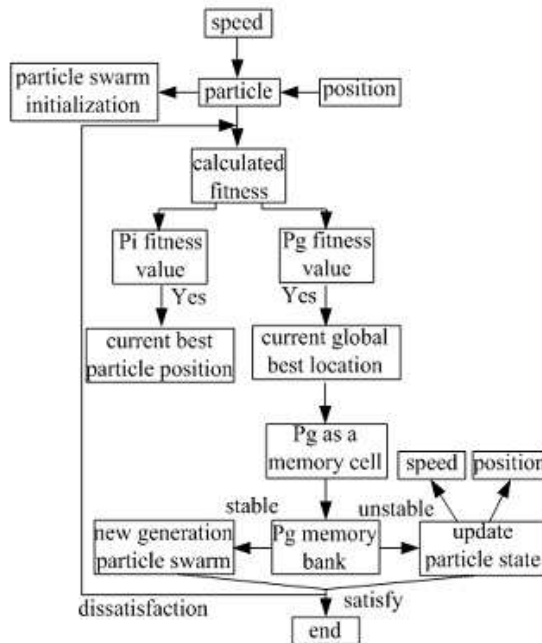 speed
particle swarm
initialization
particle
position
calculated
fitness
Pi fitness
value
Pg fitness
value
Yes
Yes
current best
particle position
current global
best location
Pg as a
memory cell
speed
position
stable
unstable
new generation
particle swarm
Pg memory
bank
update
particle state
dissatisfaction
satisfy
end